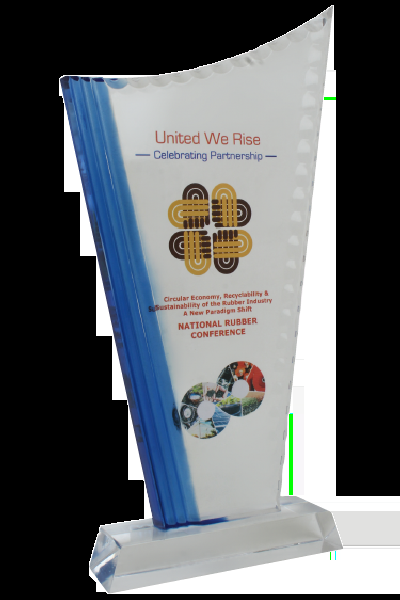 United We Rise
— Celebrating Partnership —
Circular Economy, Recyclability &
Sustainability of the Rubber Industry
A New Paradigm Shift
NATIONAL RUBBER
CONFERENCE